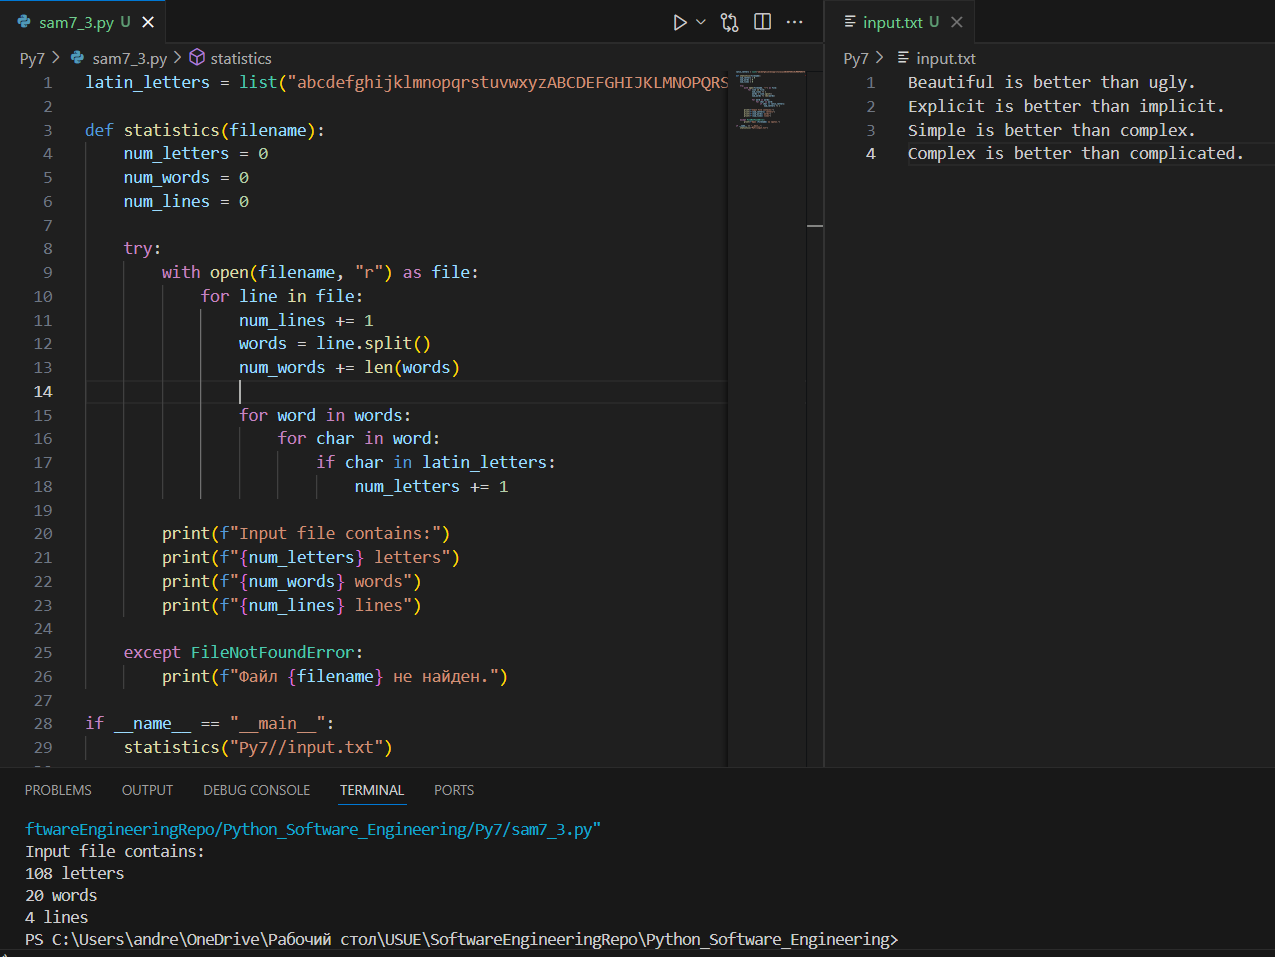 sam7_3.py U
input.txt U
Py7 > sam7_3.py > statistics
Py7 > input.txt
1 latin_letters = list("abcdefghijklmnopqrstuvwxyzABCDEFGHIJKLMNOPQRS
2
3 def statistics(filename):
4     num_letters = 0
5     num_words = 0
6     num_lines = 0
7
8     try:
9         with open(filename, "r") as file:
10             for line in file:
11                 num_lines += 1
12                 words = line.split()
13                 num_words += len(words)
14
15                 for word in words:
16                     for char in word:
17                         if char in latin_letters:
18                             num_letters += 1
19
20         print(f"Input file contains:")
21         print(f"{num_letters} letters")
22         print(f"{num_words} words")
23         print(f"{num_lines} lines")
24
25     except FileNotFoundError:
26         print(f"Файл {filename} не найден.")
27
28 if __name__ == "__main__":
29     statistics("Py7//input.txt")
1 Beautiful is better than ugly.
2 Explicit is better than implicit.
3 Simple is better than complex.
4 Complex is better than complicated.
PROBLEMS OUTPUT DEBUG CONSOLE TERMINAL PORTS
ftwareEngineeringRepo/Python_Software_Engineering/Py7/sam7_3.py"
Input file contains:
108 letters
20 words
4 lines
PS C:\Users\andre\OneDrive\Рабочий стол\USUE\SoftwareEngineeringRepo\Python_Software_Engineering>